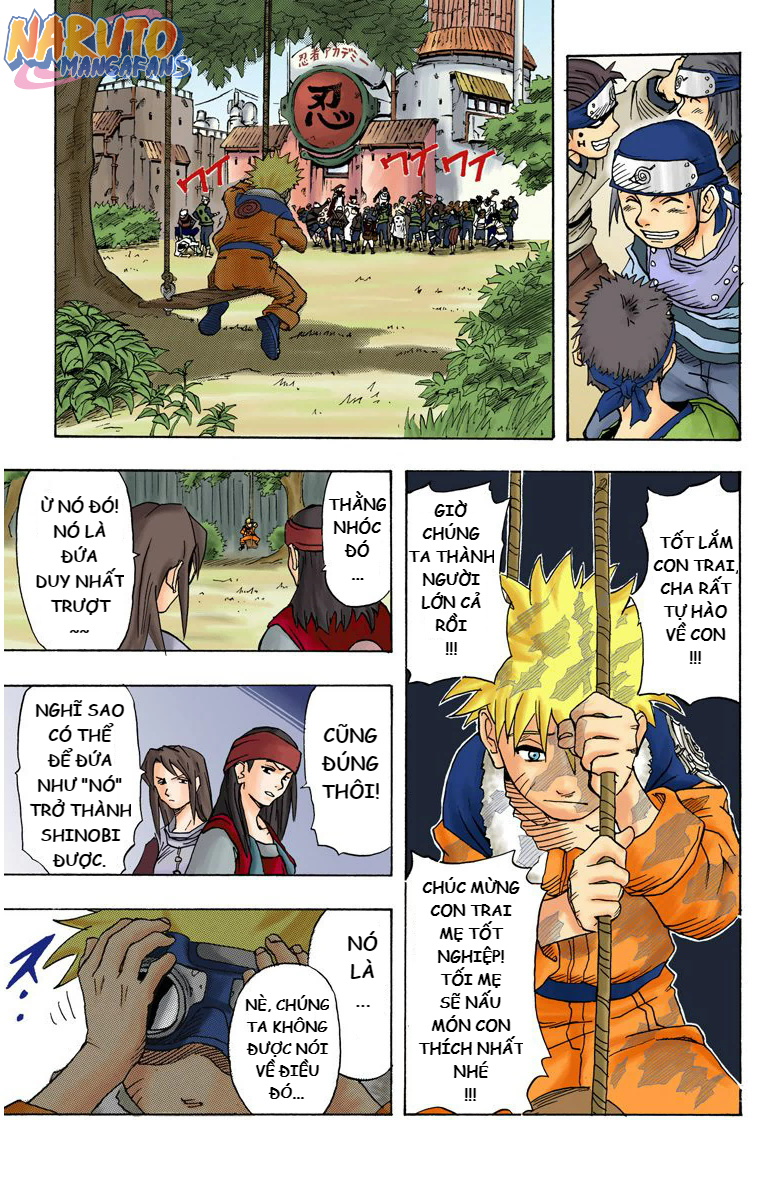 NARUTO
MANGAFANS
忍者アカデミー
忍
ワイ
ワイ
ワイ
TỐT LẮM
CON TRAI,
CHA RẤT
TỰ HÀO
VỀ CON
!!!
GIỜ
CHÚNG
TA THÀNH
NGƯỜI
LỚN CẢ
RỒI
!!!
CHÚC MỪNG
CON TRAI
MẸ TỐT
NGHIỆP!
TỐI MẸ
SẼ NẤU
MÓN CON
THÍCH NHẤT
NHÉ
!!!
THẰNG
NHÓC
ĐÓ
...
Ừ NÓ ĐÓ!
NÓ LÀ
ĐỨA
DUY NHẤT
TRƯỢT
~~
CŨNG
ĐÚNG
THÔI!
NGHĨ SAO
CÓ THỂ
ĐỂ ĐỨA
NHƯ "NÓ"
TRỞ THÀNH
SHINOBI
ĐƯỢC.
NÓ
LÀ
...
NÈ, CHÚNG
TA KHÔNG
ĐƯỢC NÓI
VỀ ĐIỀU
ĐÓ...